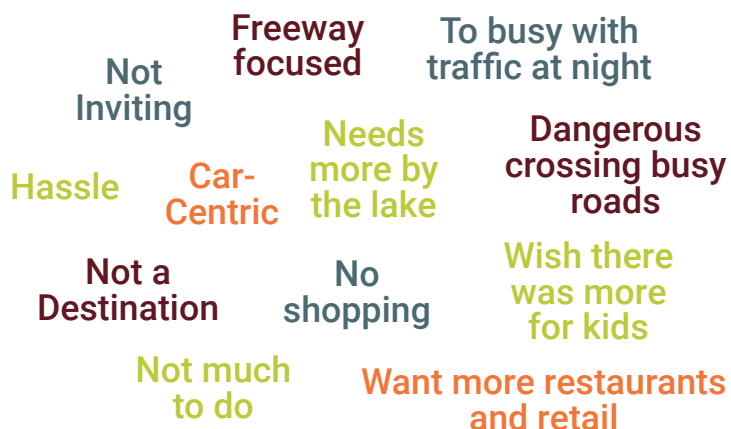 Freeway
focused
To busy with
traffic at night
Not
Inviting
Needs
more by
the lake
Dangerous
crossing busy
roads
Hassle
Car-
Centric
Not a
Destination
No
shopping
Wish there
was more
for kids
Not much
to do
Want more restaurants
and retail